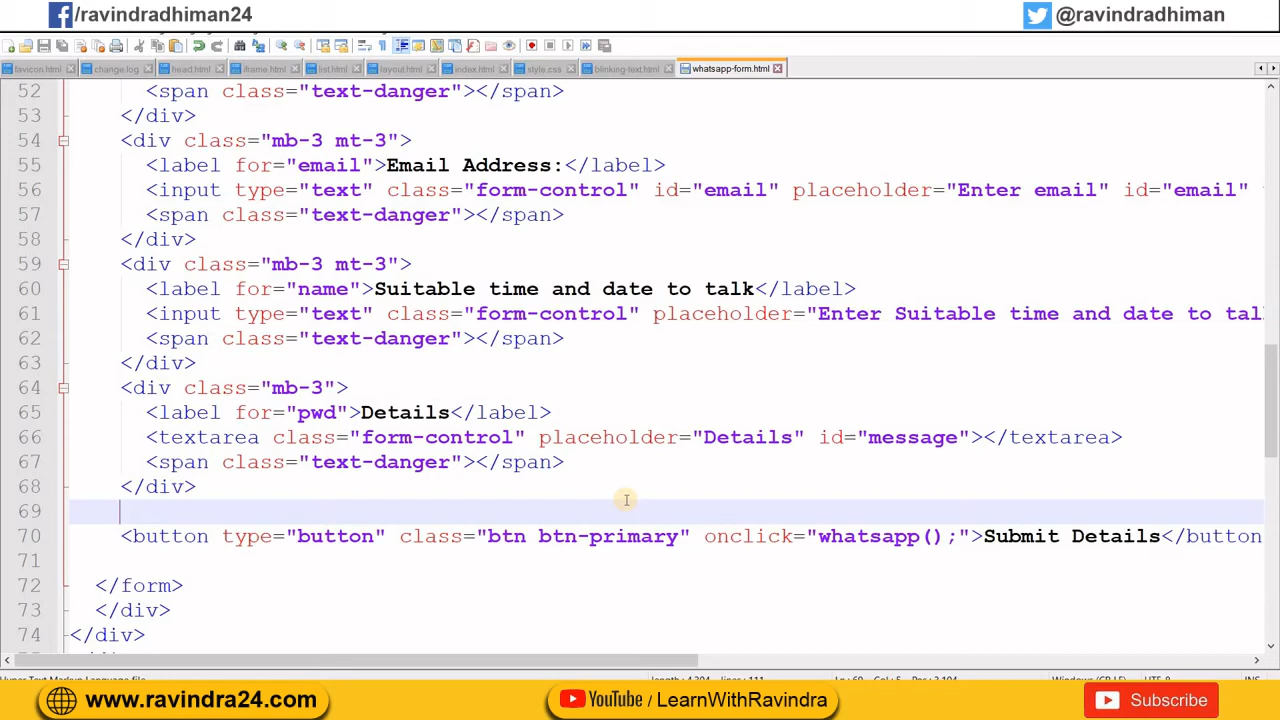 /ravindradhiman24
@ravindradhiman
favicon.html change.log head.html iframe.html list.html layout.html index.html style.css blinking-text.html whatsapp-form.html
52 <span class="text-danger"></span>
53 </div>
54 <div class="mb-3 mt-3">
55 <label for="email">Email Address:</label>
56 <input type="text" class="form-control" id="email" placeholder="Enter email" id="email"
57 <span class="text-danger"></span>
58 </div>
59 <div class="mb-3 mt-3">
60 <label for="name">Suitable time and date to talk</label>
61 <input type="text" class="form-control" placeholder="Enter Suitable time and date to tal
62 <span class="text-danger"></span>
63 </div>
64 <div class="mb-3">
65 <label for="pwd">Details</label>
66 <textarea class="form-control" placeholder="Details" id="message"></textarea>
67 <span class="text-danger"></span>
68 </div>
69
70 <button type="button" class="btn btn-primary" onclick="whatsapp();">Submit Details</button
71
72 </form>
73 </div>
74 </div>
www.ravindra24.com
YouTube / LearnWithRavindra
Subscribe